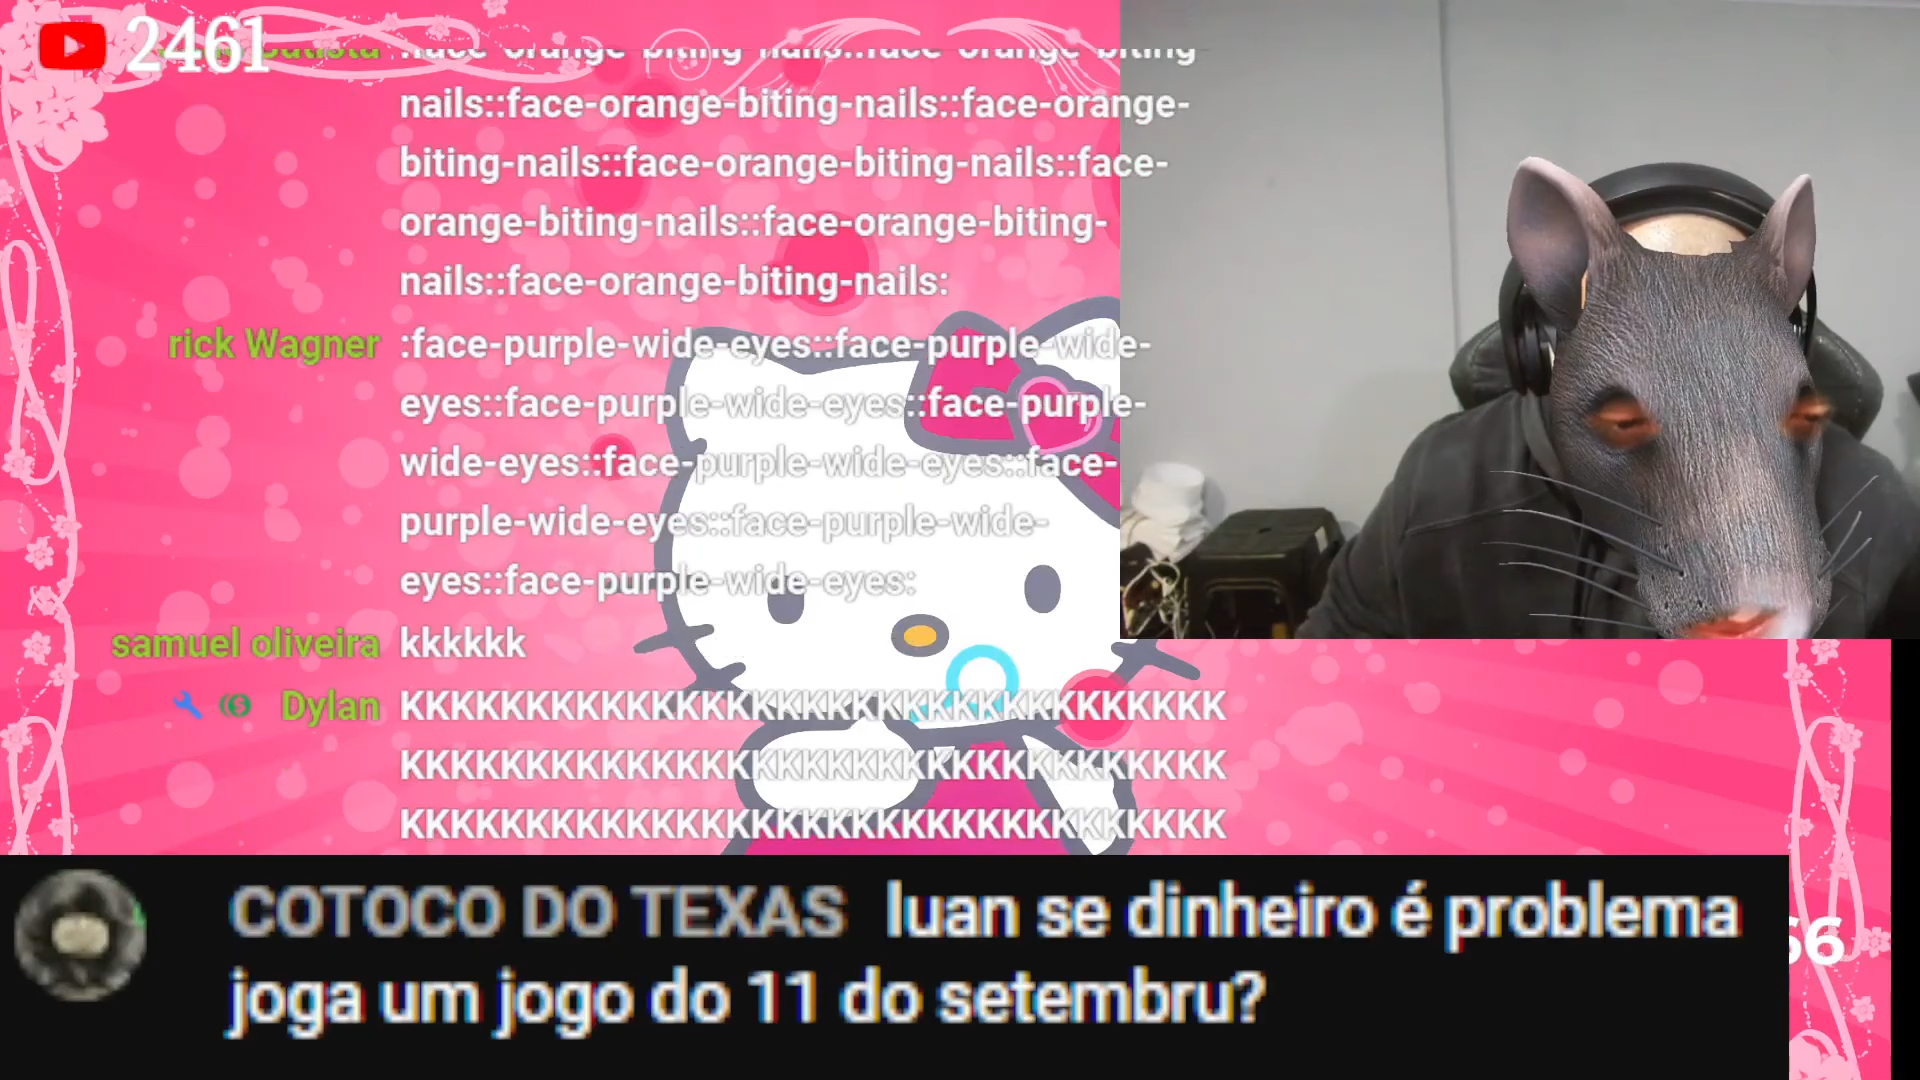 2461
nails::face-orange-biting-nails::face-orange-
biting-nails::face-orange-biting-nails::face-
orange-biting-nails::face-orange-biting-
nails::face-orange-biting-nails:
rick Wagner :face-purple-wide-eyes::face-purple-wide-
eyes::face-purple-wide-eyes::face-purple-
wide-eyes::face-purple-wide-eyes::face-
purple-wide-eyes::face-purple-wide-
eyes::face-purple-wide-eyes:
samuel oliveira kkkkkk
Dylan KKKKKKKKKKKKKKKKKKKKKKKKKKKKKKKKK
KKKKKKKKKKKKKKKKKKKKKKKKKKKKKKKKK
KKKKKKKKKKKKKKKKKKKKKKKKKKKKKKKKK
COTOCO DO TEXAS luan se dinheiro é problema
joga um jogo do 11 do setembru?